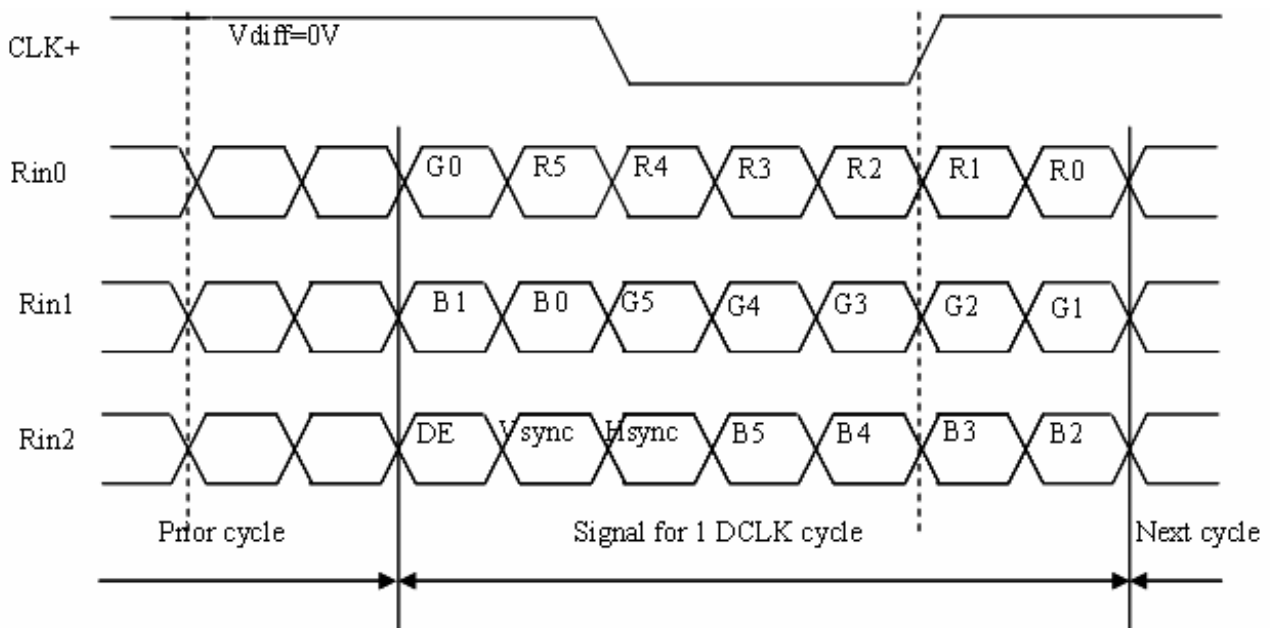 CLK+ Vdiff=0V
Rin0 G0 R5 R4 R3 R2 R1 R0
Rin1 B1 B0 G5 G4 G3 G2 G1
Rin2 DE Vsync Hsync B5 B4 B3 B2
Prior cycle Signal for 1 DCLK cycle Next cycle